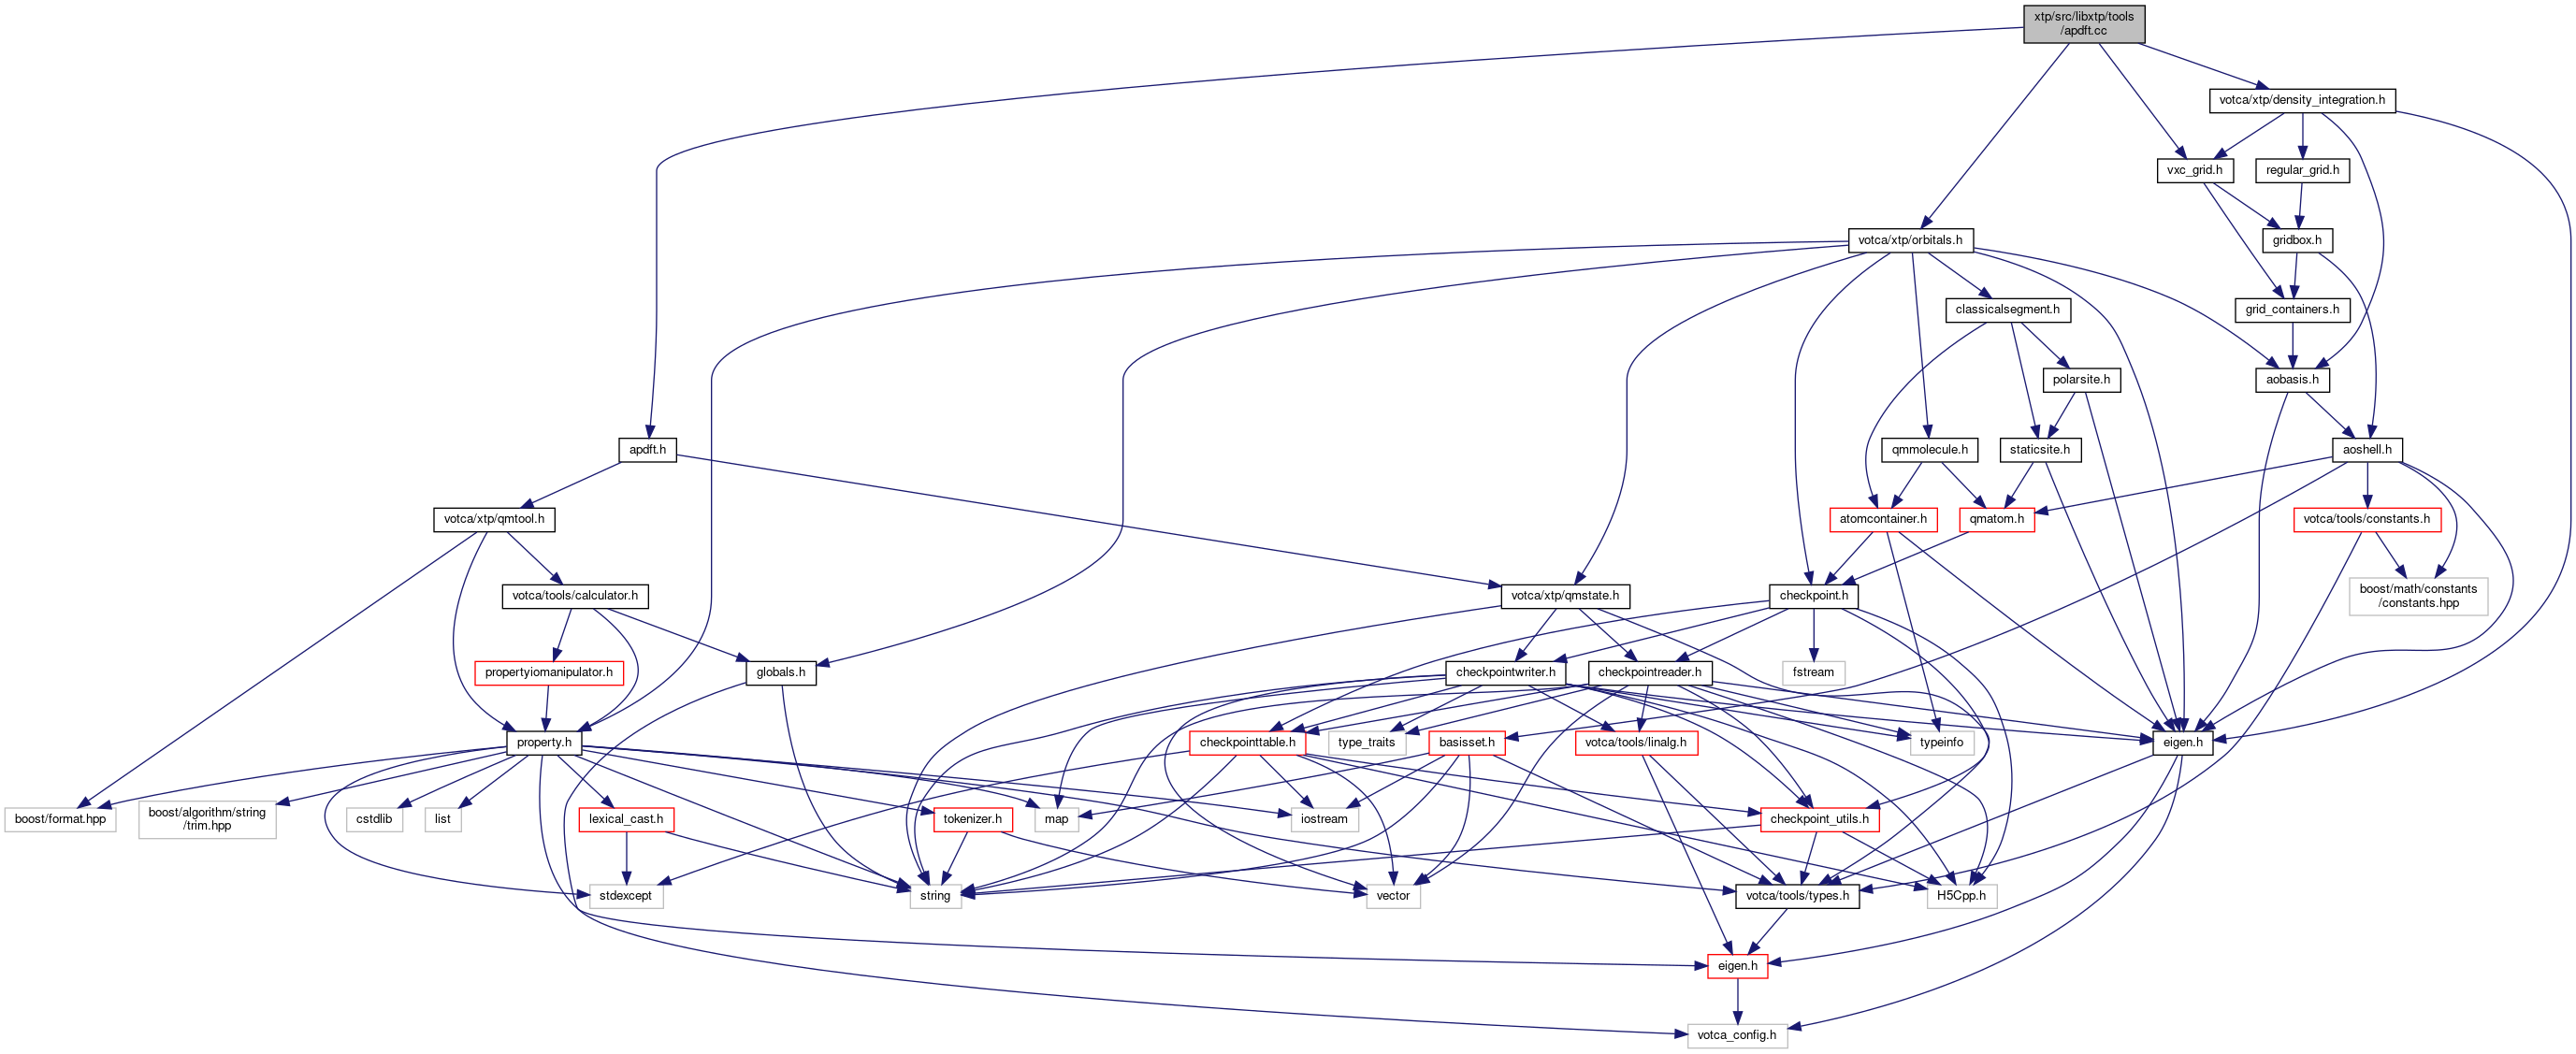 xtp/src/libxtp/tools
/apdft.cc
votca/xtp/density_integration.h
vxc_grid.h
regular_grid.h
votca/xtp/orbitals.h
gridbox.h
classicalsegment.h
grid_containers.h
polarsite.h
aobasis.h
apdft.h
qmmolecule.h
staticsite.h
aoshell.h
votca/xtp/qmtool.h
atomcontainer.h
qmatom.h
votca/tools/constants.h
votca/tools/calculator.h
votca/xtp/qmstate.h
checkpoint.h
boost/math/constants
/constants.hpp
propertyiomanipulator.h
globals.h
checkpointwriter.h
checkpointreader.h
fstream
property.h
checkpointtable.h
type_traits
basisset.h
votca/tools/linalg.h
typeinfo
eigen.h
boost/format.hpp
boost/algorithm/string
/trim.hpp
cstdlib
list
lexical_cast.h
tokenizer.h
map
iostream
checkpoint_utils.h
stdexcept
string
vector
votca/tools/types.h
H5Cpp.h
eigen.h
votca_config.h